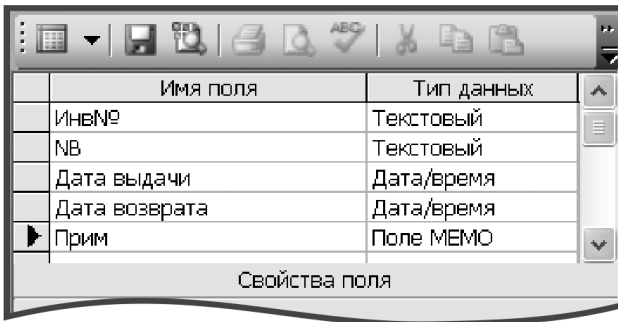 ABC
Имя поля Тип данных
Инв№ Текстовый
NB Текстовый
Дата выдачи Дата/время
Дата возврата Дата/время
Прим Поле МЕМО
Свойства поля